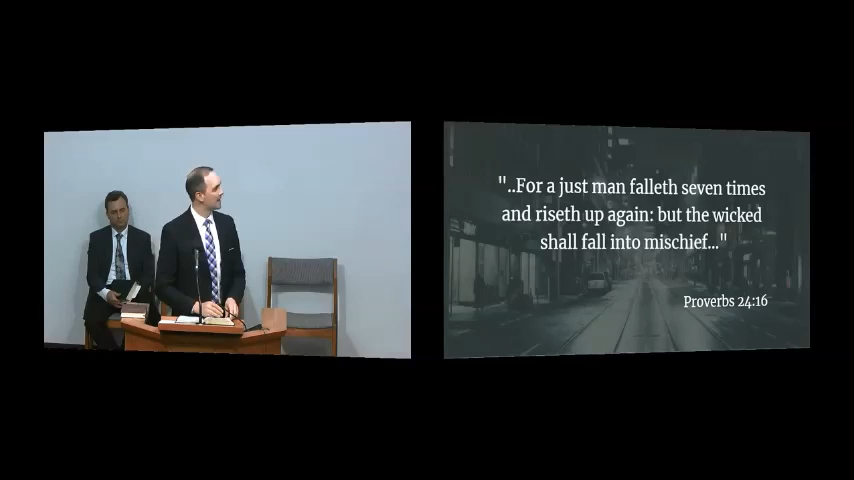 "..For a just man falleth seven times
and riseth up again: but the wicked
shall fall into mischief..."
Proverbs 24:16